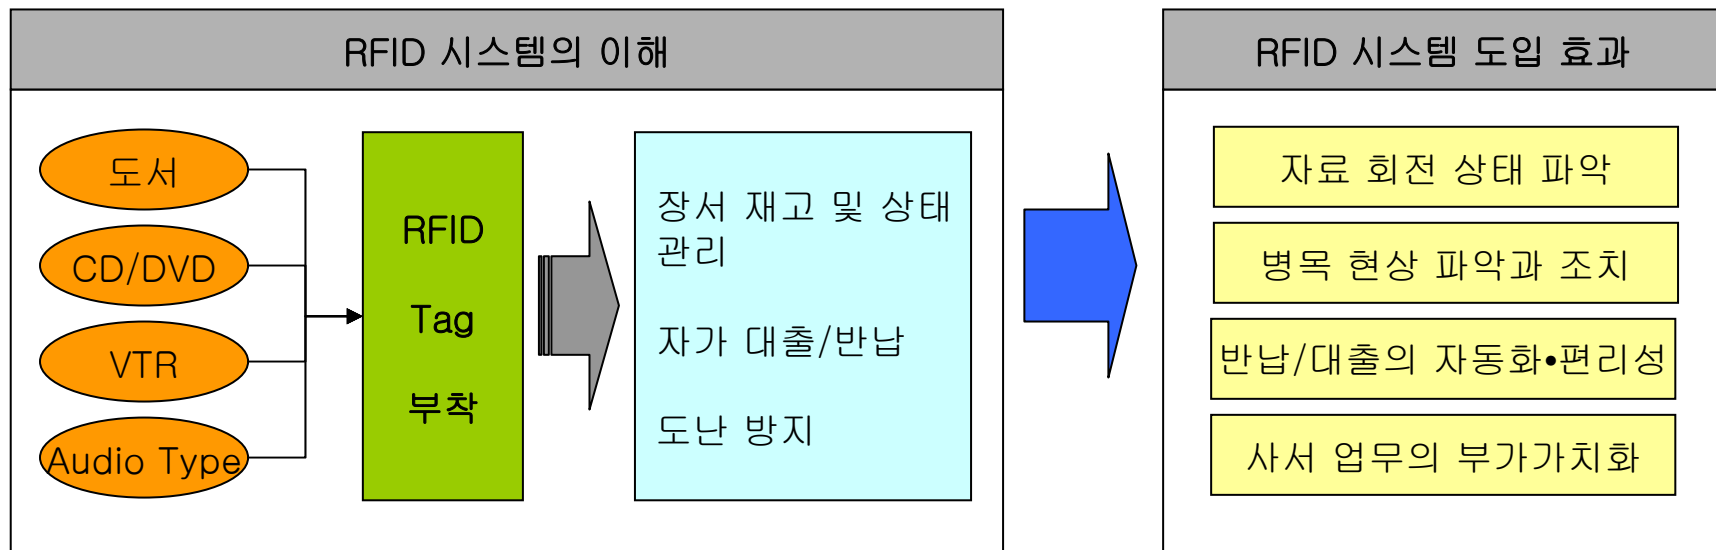 RFID 시스템의 이해
도서
CD/DVD
VTR
Audio Type
RFID
Tag
부착
장서 재고 및 상태
관리
자가 대출/반납
도난 방지
RFID 시스템 도입 효과
자료 회전 상태 파악
병목 현상 파악과 조치
반납/대출의 자동화•편리성
사서 업무의 부가가치화